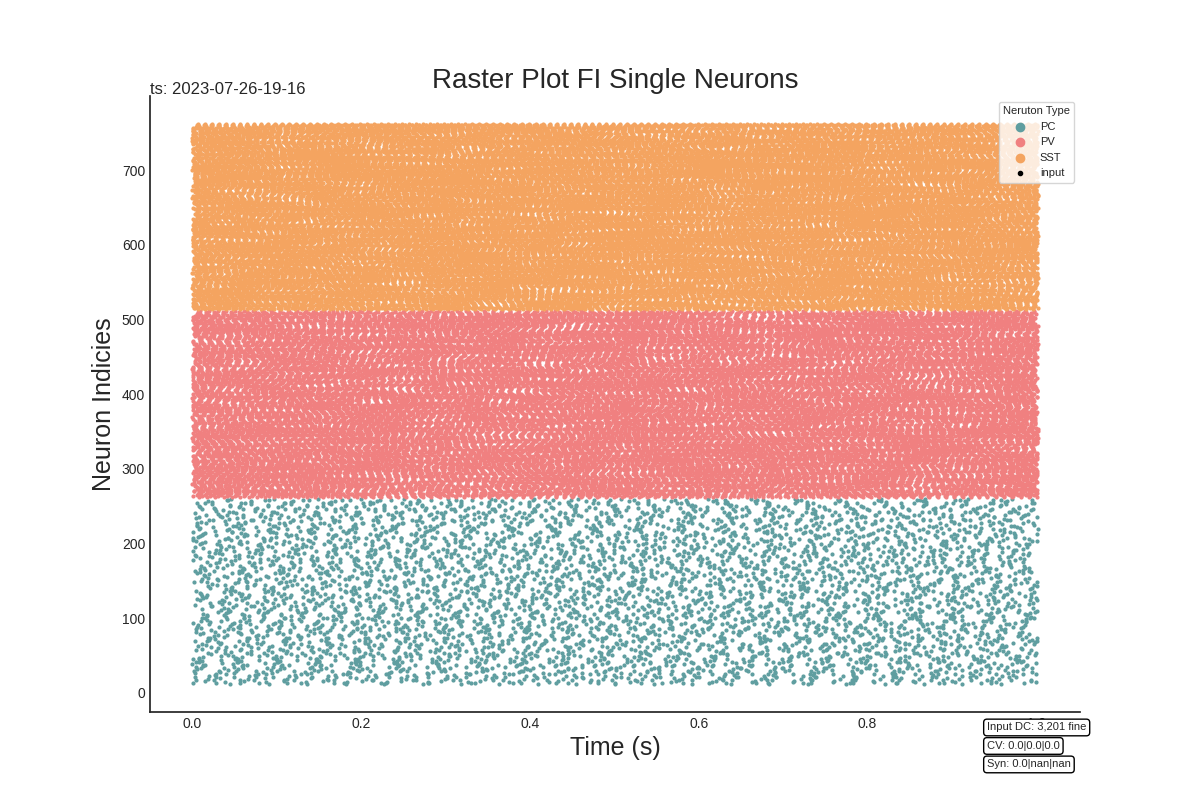 Raster Plot FI Single Neurons
ts: 2023-07-26-19-16
Neruton Type
PC
PV
SST
input
Neuron Indicies
700
600
500
400
300
200
100
0
0.0 0.2 0.4 0.6 0.8
Time (s)
Input DC: 3,201 fine
CV: 0.0|0.0|0.0
Syn: 0.0|nan|nan